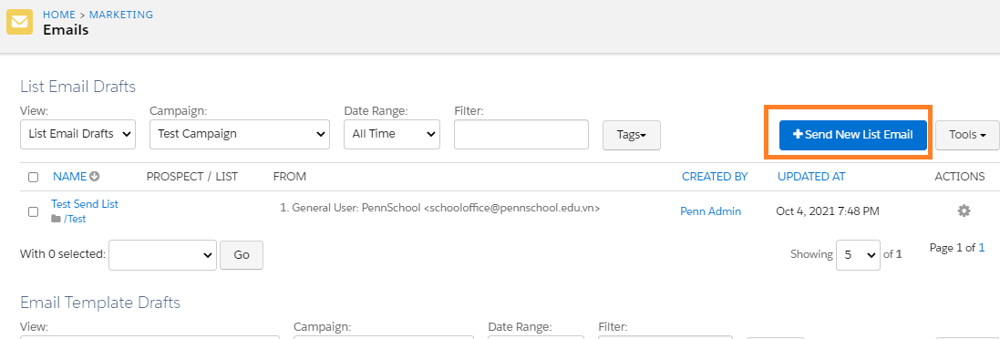 HOME > MARKETING
Emails
List Email Drafts
View: Campaign: Date Range: Filter:
List Email Drafts Test Campaign All Time Tags Send New List Email Tools
NAME PROSPECT / LIST FROM CREATED BY UPDATED AT ACTIONS
Test Send List 1. General User: PennSchool <schooloffice@pennschool.edu.vn> Penn Admin Oct 4, 2021 7:48 PM
/Test
With 0 selected: Go Showing 5 of 1 Page 1 of 1
Email Template Drafts
View: Campaign: Date Range: Filter: